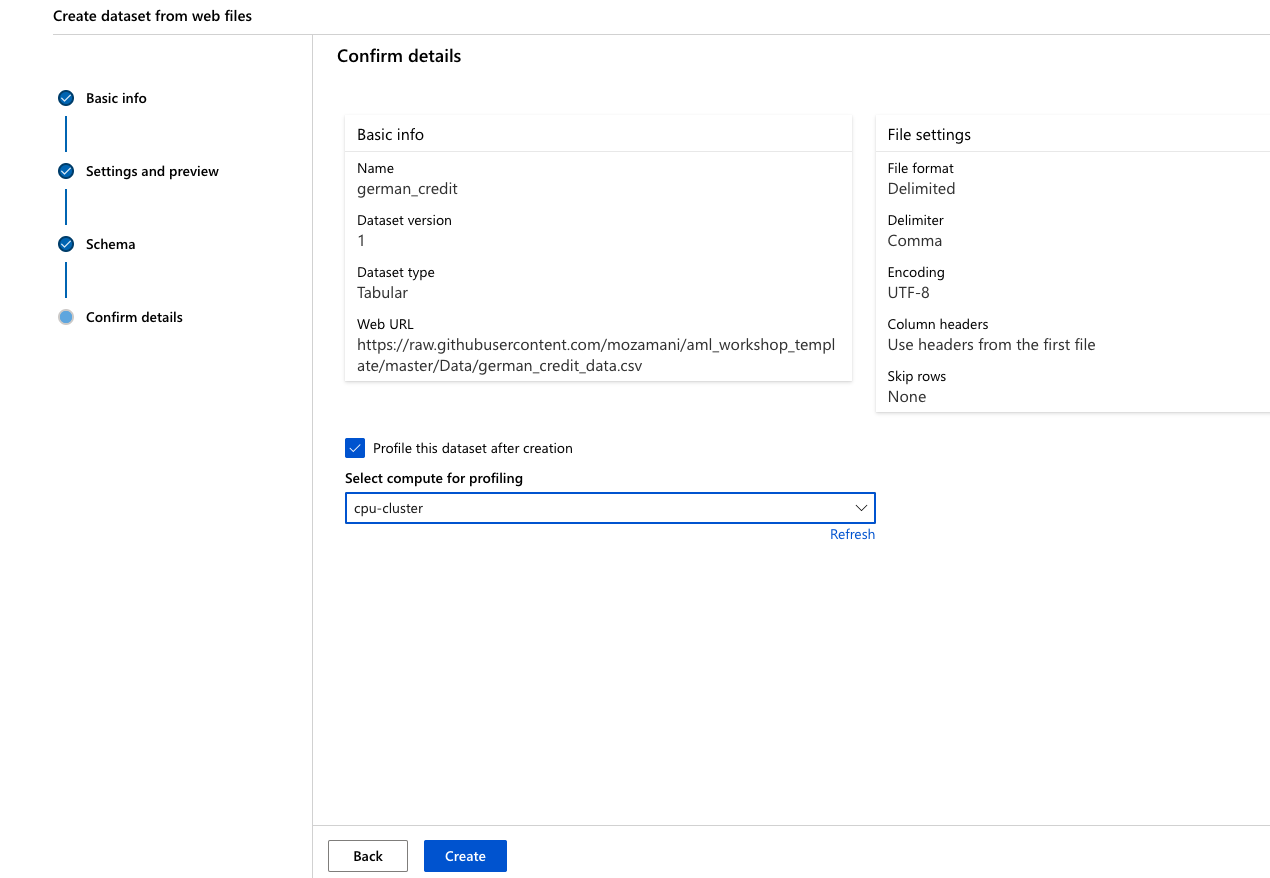 Create dataset from web files
Basic info
Settings and preview
Schema
Confirm details
Confirm details
Basic info
Name
german_credit
Dataset version
1
Dataset type
Tabular
Web URL
https://raw.githubusercontent.com/mozamani/aml_workshop_templ
ate/master/Data/german_credit_data.csv
File settings
File format
Delimited
Delimiter
Comma
Encoding
UTF-8
Column headers
Use headers from the first file
Skip rows
None
Profile this dataset after creation
Select compute for profiling
cpu-cluster
Refresh
Back
Create